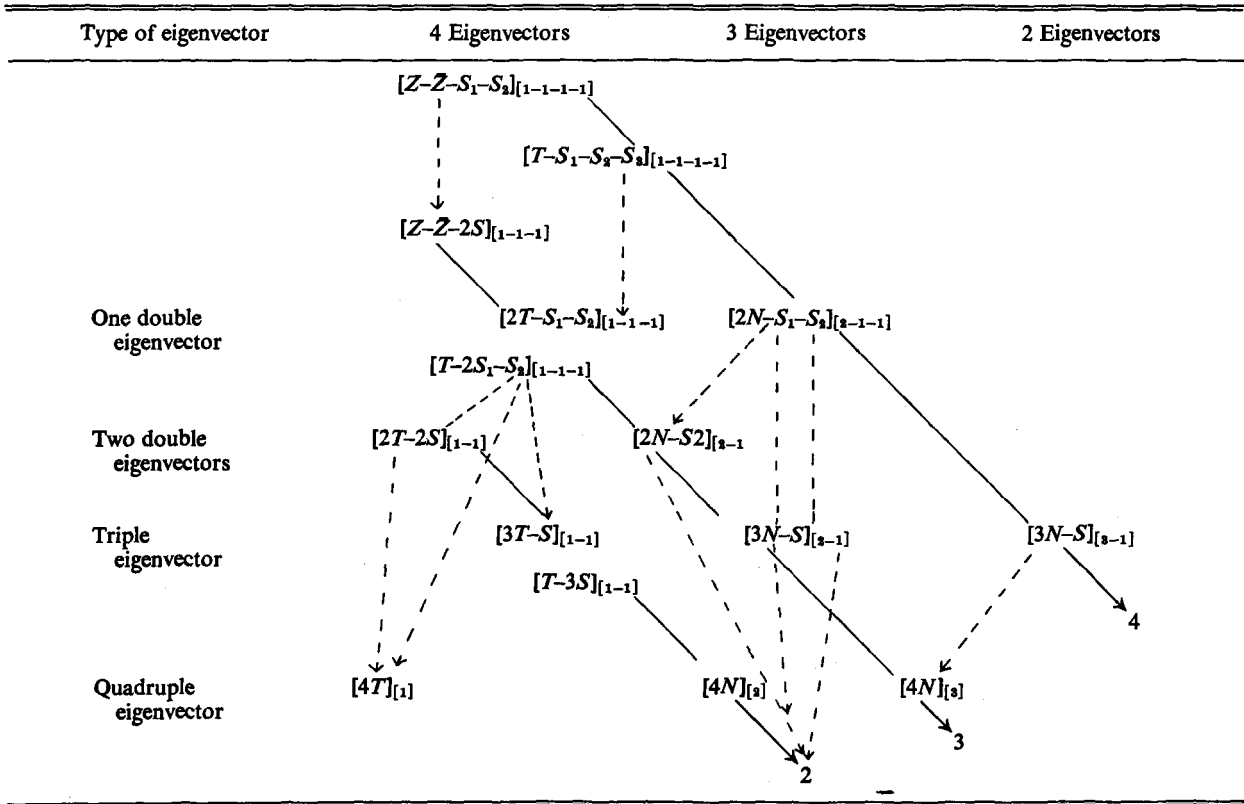 Type of eigenvector 4 Eigenvectors 3 Eigenvectors 2 Eigenvectors
[Z–Z̄–S₁–S₂][1–1–1–1]
[T–S₁–S₂–S₃][1–1–1–1]
[Z–Z̄–2S][1–1–1]
One double [2T–S₁–S₂][1–1–1] [2N–S₁–S₂][2–1–1]
eigenvector
[T–2S₁–S₂][1–1–1]
Two double [2T–2S][1–1] [2N–S2][2–1
eigenvectors
Triple [3T–S][1–1] [3N–S][2–1] [3N–S][3–1]
eigenvector
[T–3S][1–1]
4
Quadruple [4T][1] [4N][2] [4N][3]
eigenvector
3
2